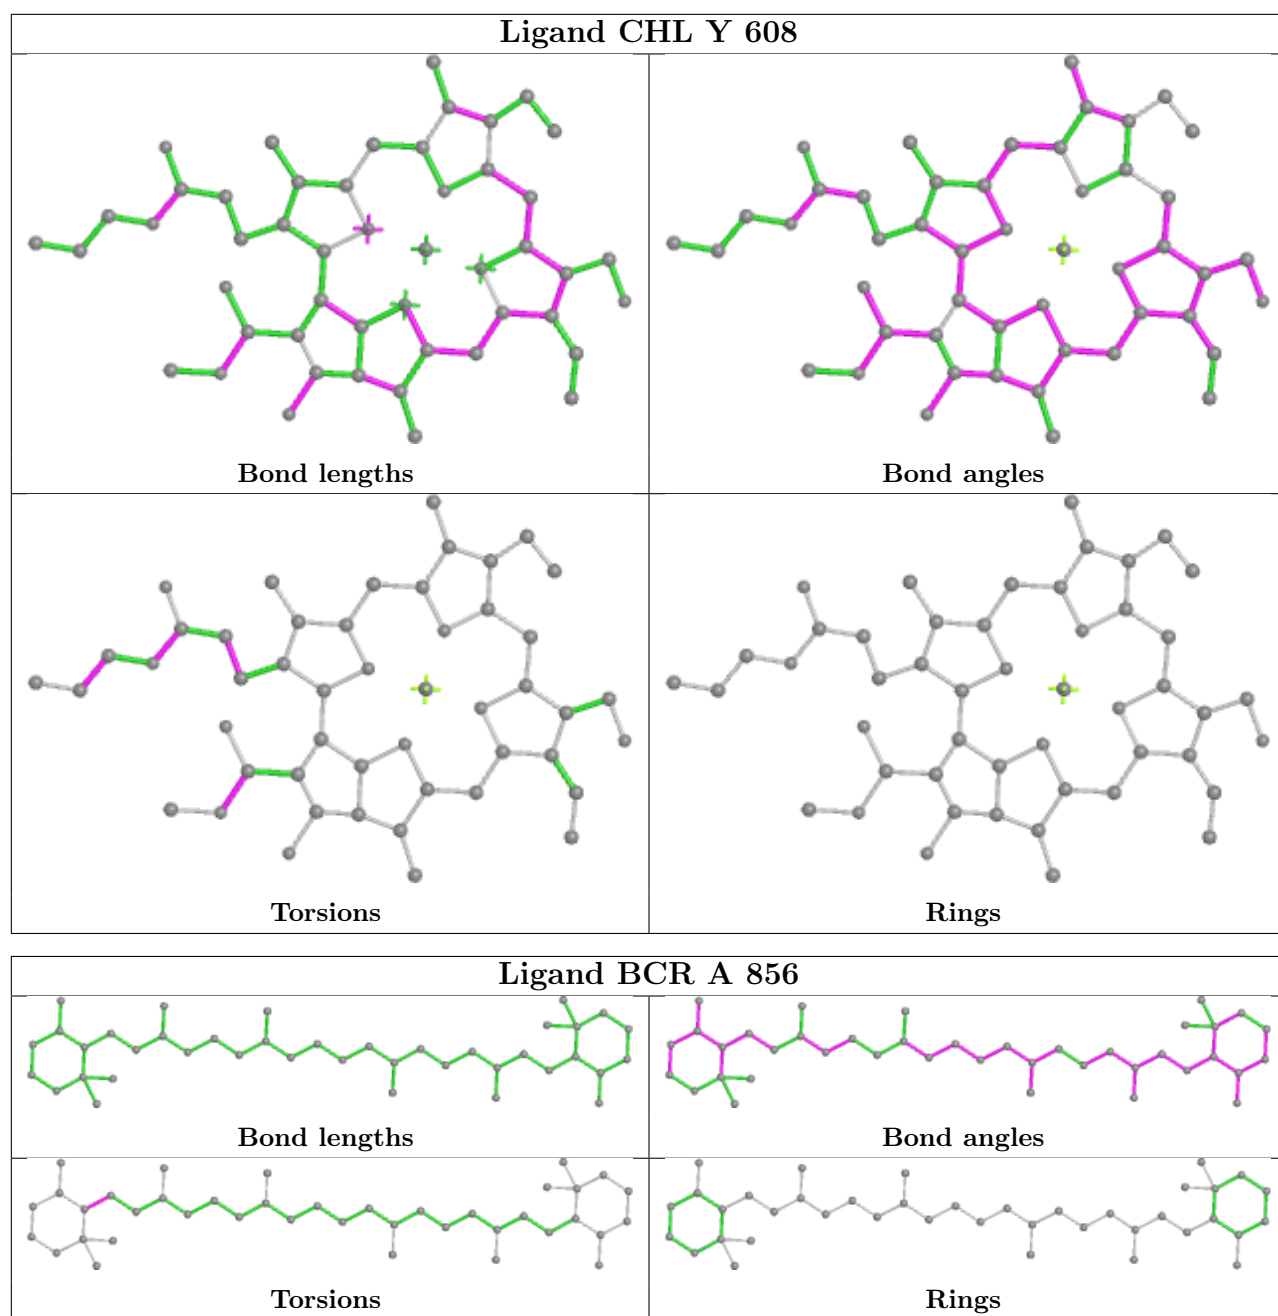 Ligand CHL Y 608
Bond lengths
Bond angles
Torsions
Rings
Ligand BCR A 856
Bond lengths
Bond angles
Torsions
Rings